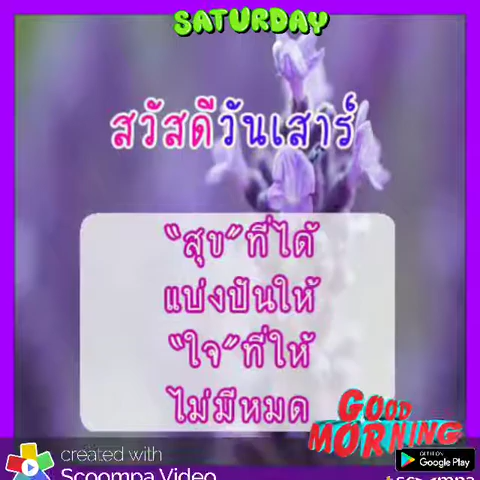 SATURDAY
สวัสดีวันเสาร์
“สุข”ที่ได้
แบ่งปันให้
“ใจ”ที่ให้
ไม่มีหมด
GOOD
MORNING
created with
Scoompa Video
GET IT ON
Google Play
scoompa